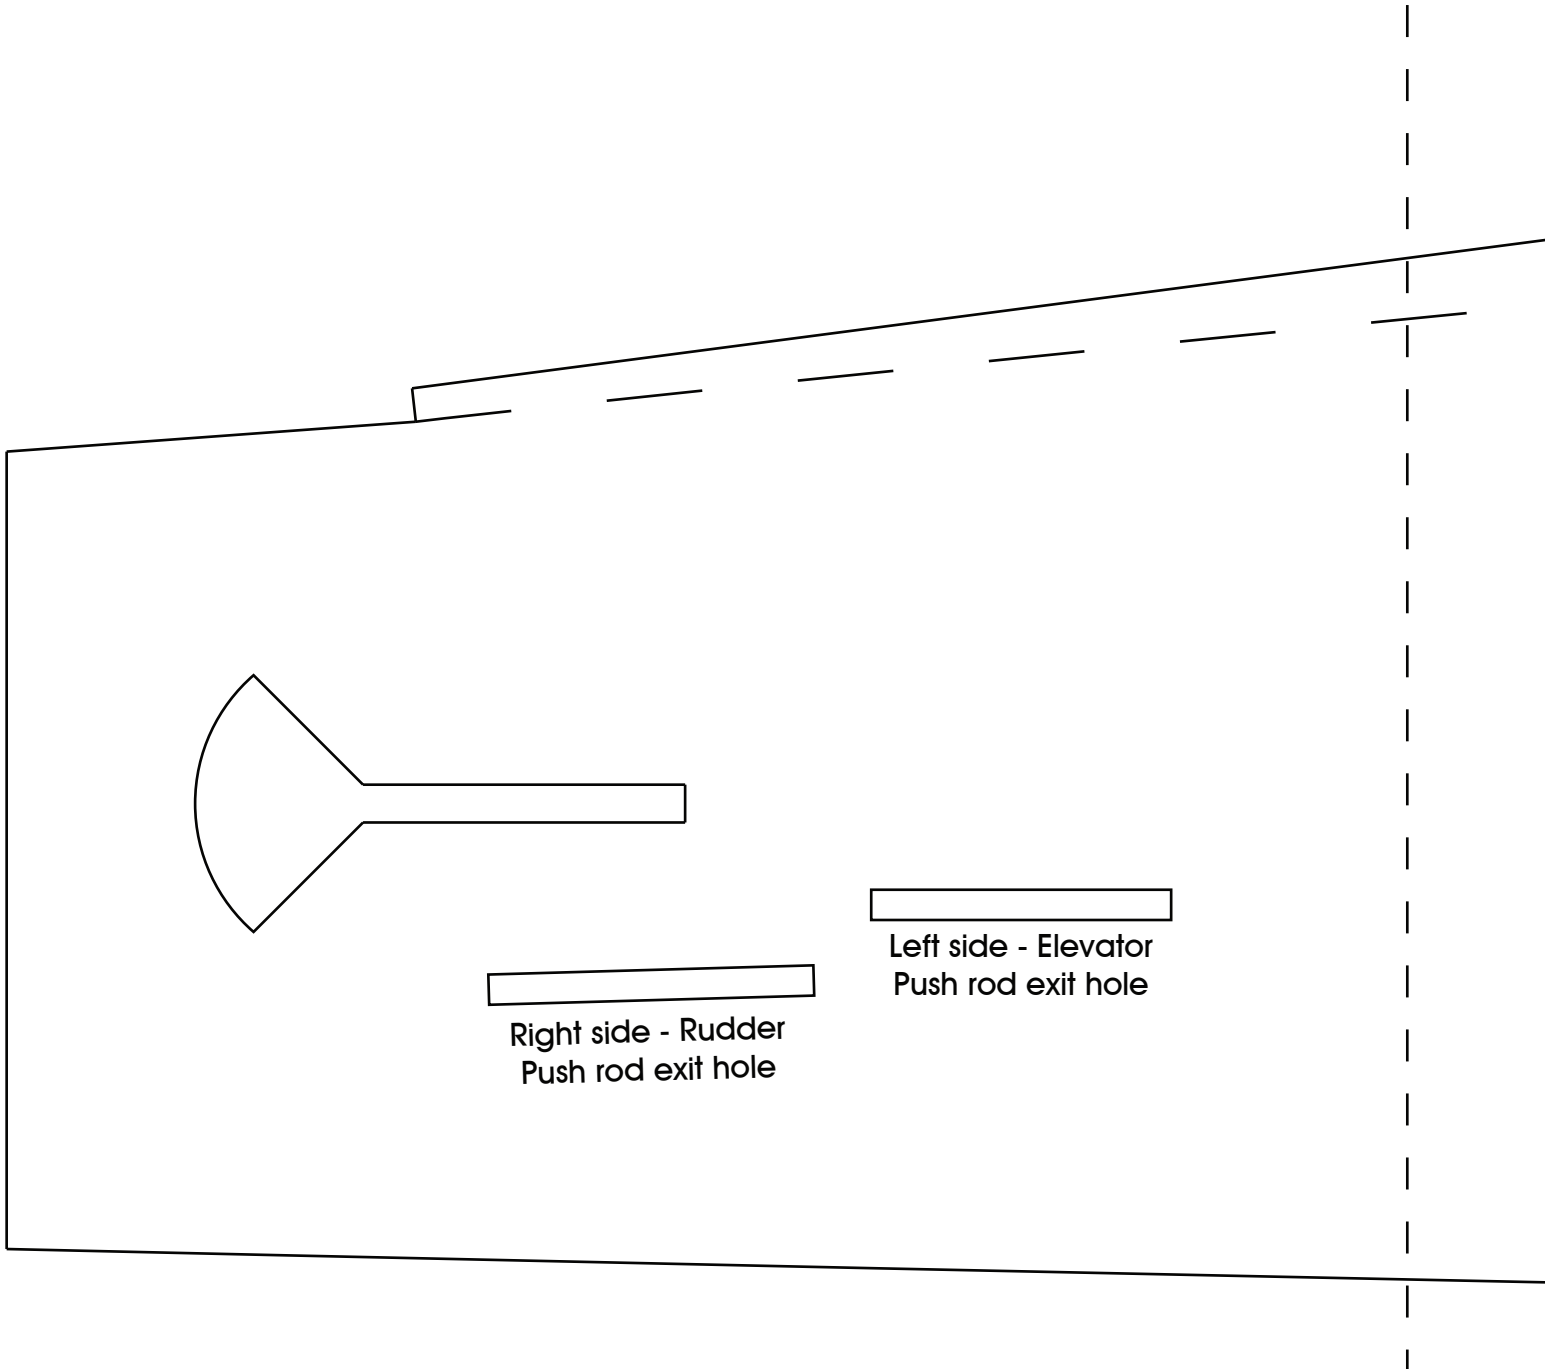 Left side - Elevator
Push rod exit hole
Right side - Rudder
Push rod exit hole